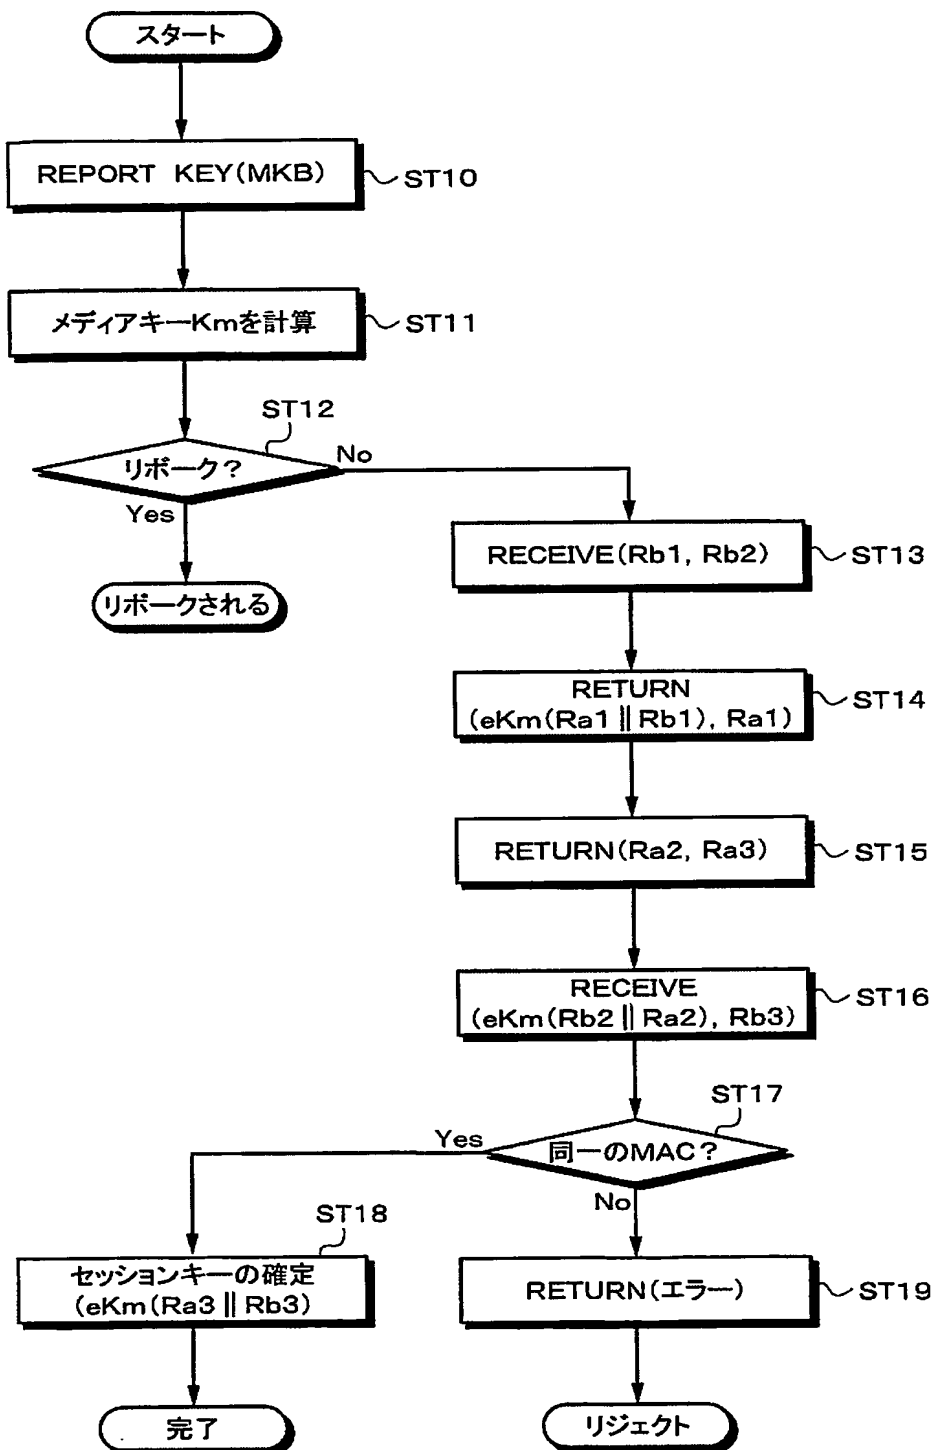 スタート
REPORT KEY(MKB)
ST10
メディアキーKmを計算
ST11
ST12
リボーク?
No
Yes
リボークされる
RECEIVE(Rb1, Rb2)
ST13
RETURN
(eKm(Ra1||Rb1), Ra1)
ST14
RETURN(Ra2, Ra3)
ST15
RECEIVE
(eKm(Rb2||Ra2), Rb3)
ST16
ST17
同一のMAC?
Yes
No
ST18
セッションキーの確定
(eKm(Ra3||Rb3)
RETURN(エラー)
ST19
完了
リジェクト